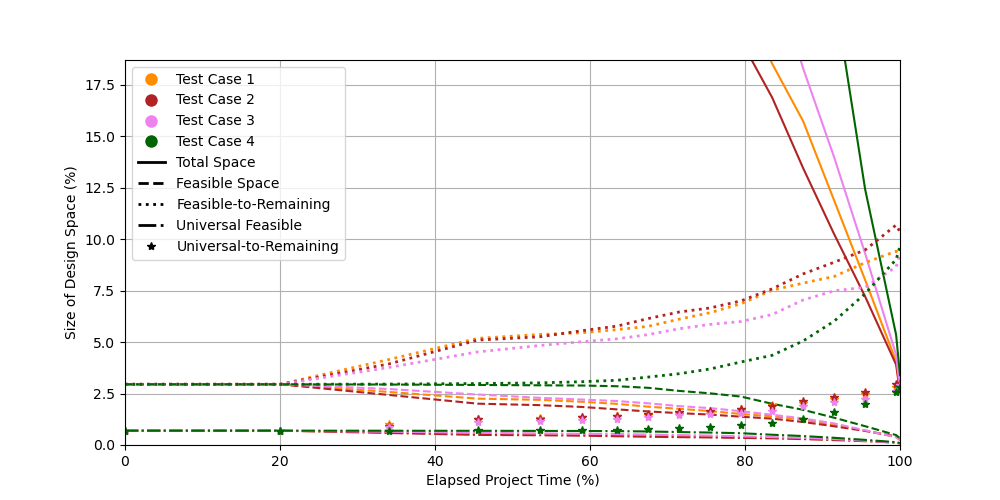 17.5
15.0
12.5
10.0
7.5
5.0
2.5
0.0
Size of Design Space (%)
Test Case 1
Test Case 2
Test Case 3
Test Case 4
Total Space
Feasible Space
Feasible-to-Remaining
Universal Feasible
Universal-to-Remaining
0 20 40 60 80 100
Elapsed Project Time (%)